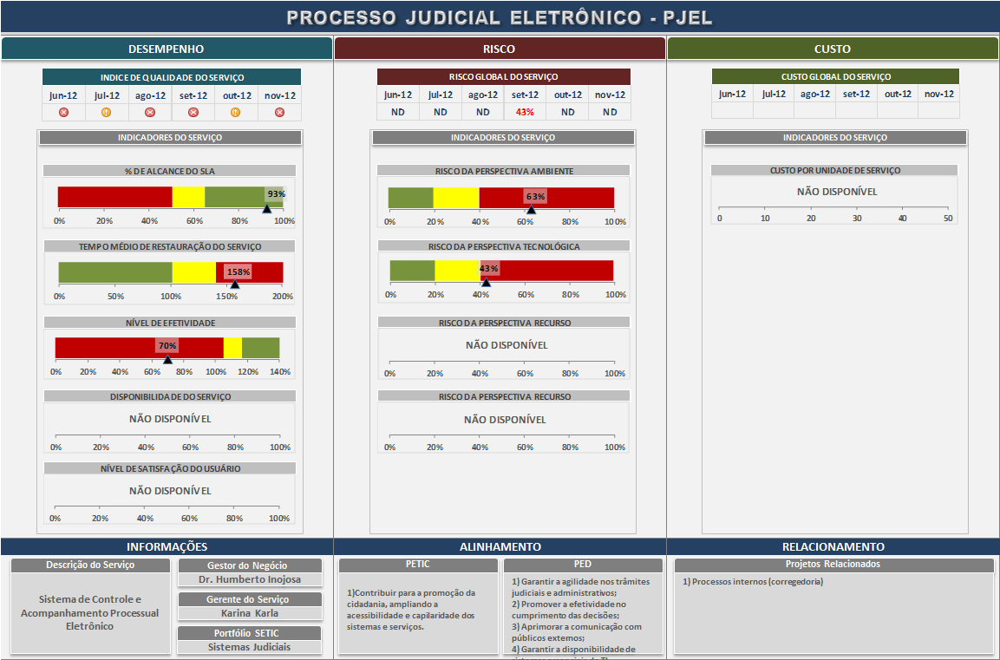 PROCESSO JUDICIAL ELETRÔNICO - PJEL
DESEMPENHO
INDICE DE QUALIDADE DO SERVIÇO
jun-12 jul-12 ago-12 set-12 out-12 nov-12
INDICADORES DO SERVIÇO
% DE ALCANCE DO SLA
93%
0% 20% 40% 60% 80% 100%
TEMPO MÉDIO DE RESTAURAÇÃO DO SERVIÇO
158%
0% 50% 100% 150% 200%
NÍVEL DE EFETIVIDADE
70%
0% 20% 40% 60% 80% 100% 120% 140%
DISPONIBILIDADE DO SERVIÇO
NÃO DISPONÍVEL
0% 20% 40% 60% 80% 100%
NÍVEL DE SATISFAÇÃO DO USUÁRIO
NÃO DISPONÍVEL
0% 20% 40% 60% 80% 100%
RISCO
RISCO GLOBAL DO SERVIÇO
jun-12 jul-12 ago-12 set-12 out-12 nov-12
ND ND ND 43% ND ND
INDICADORES DO SERVIÇO
RISCO DA PERSPECTIVA AMBIENTE
63%
0% 20% 40% 60% 80% 100%
RISCO DA PERSPECTIVA TECNOLÓGICA
43%
0% 20% 40% 60% 80% 100%
RISCO DA PERSPECTIVA RECURSO
NÃO DISPONÍVEL
0% 20% 40% 60% 80% 100%
RISCO DA PERSPECTIVA RECURSO
NÃO DISPONÍVEL
0% 20% 40% 60% 80% 100%
CUSTO
CUSTO GLOBAL DO SERVIÇO
jun-12 jul-12 ago-12 set-12 out-12 nov-12
INDICADORES DO SERVIÇO
CUSTO POR UNIDADE DE SERVIÇO
NÃO DISPONÍVEL
0 10 20 30 40 50
INFORMAÇÕES
Descrição do Serviço
Sistema de Controle e
Acompanhamento Processual
Eletrônico
Gestor do Negócio
Dr. Humberto Inojosa
Gerente do Serviço
Karina Karla
Portfólio SETIC
Sistemas Judiciais
ALINHAMENTO
PETIC
1)Contribuir para a promoção da
cidadania, ampliando a
acessibilidade e capilaridade dos
sistemas e serviços.
PED
1) Garantir a agilidade nos trâmites
judiciais e administrativos;
2) Promover a efetividade no
cumprimento das decisões;
3) Aprimorar a comunicação com
públicos externos;
4) Garantir a disponibilidade de
RELACIONAMENTO
Projetos Relacionados
1) Processos internos (corregedoria)